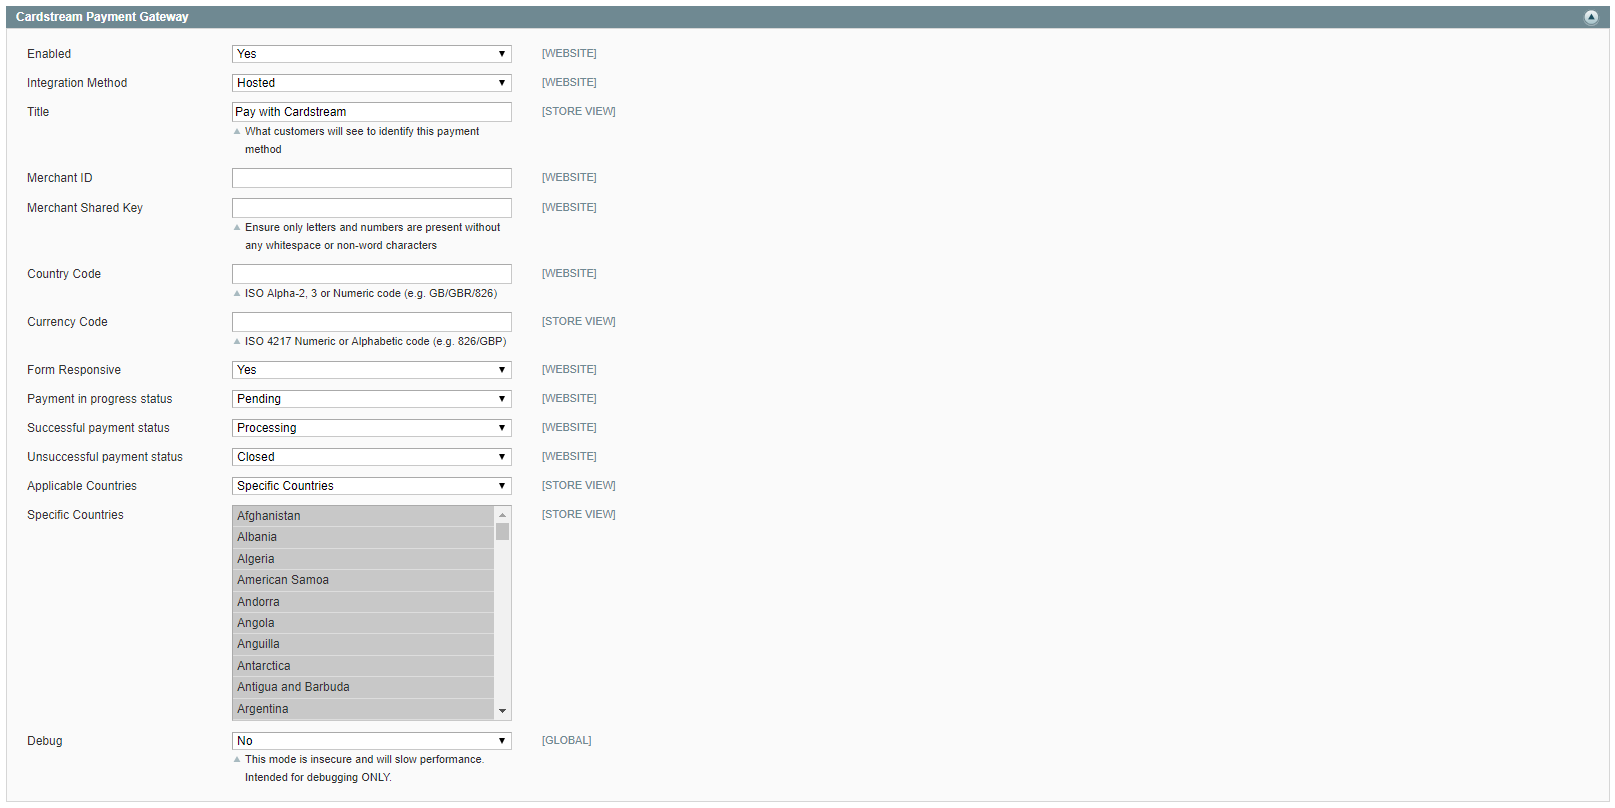 Cardstream Payment Gateway
Enabled Yes [WEBSITE]
Integration Method Hosted [WEBSITE]
Title Pay with Cardstream [STORE VIEW]
What customers will see to identify this payment
method
Merchant ID [WEBSITE]
Merchant Shared Key [WEBSITE]
Ensure only letters and numbers are present without
any whitespace or non-word characters
Country Code [WEBSITE]
ISO Alpha-2, 3 or Numeric code (e.g. GB/GBR/826)
Currency Code [STORE VIEW]
ISO 4217 Numeric or Alphabetic code (e.g. 826/GBP)
Form Responsive Yes [WEBSITE]
Payment in progress status Pending [WEBSITE]
Successful payment status Processing [WEBSITE]
Unsuccessful payment status Closed [WEBSITE]
Applicable Countries Specific Countries [STORE VIEW]
Specific Countries Afghanistan [STORE VIEW]
Albania
Algeria
American Samoa
Andorra
Angola
Anguilla
Antarctica
Antigua and Barbuda
Argentina
Debug No [GLOBAL]
This mode is insecure and will slow performance.
Intended for debugging ONLY.